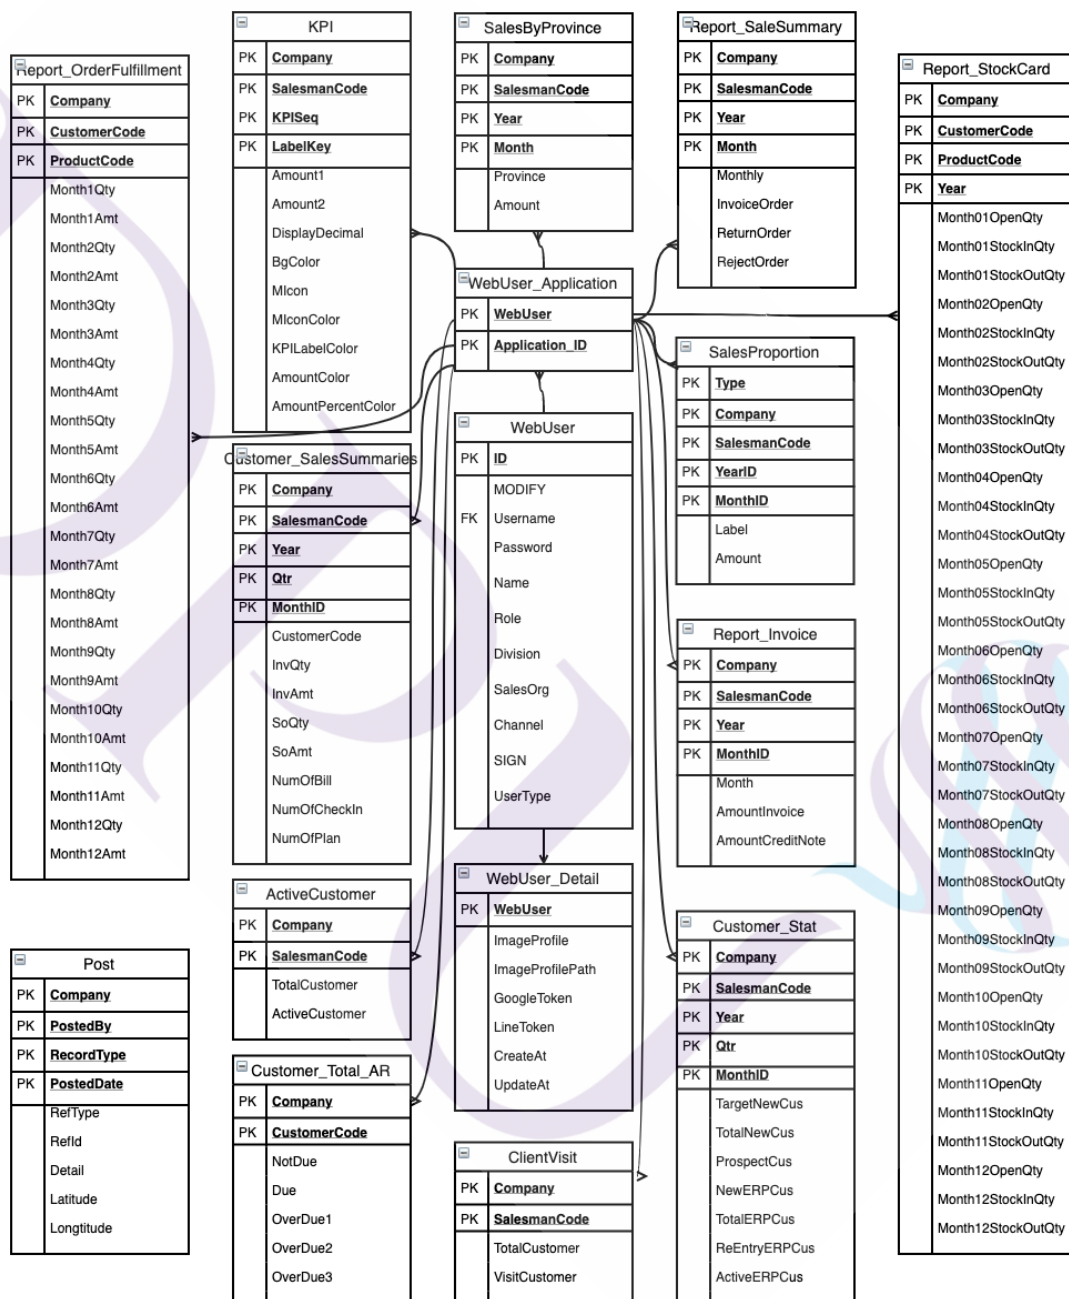 Report_OrderFulfillment
PK Company
PK CustomerCode
PK ProductCode
Month1Qty
Month1Amt
Month2Qty
Month2Amt
Month3Qty
Month3Amt
Month4Qty
Month4Amt
Month5Qty
Month5Amt
Month6Qty
Month6Amt
Month7Qty
Month7Amt
Month8Qty
Month8Amt
Month9Qty
Month9Amt
Month10Qty
Month10Amt
Month11Qty
Month11Amt
Month12Qty
Month12Amt
Post
PK Company
PK PostedBy
PK RecordType
PK PostedDate
RefType
RefId
Detail
Latitude
Longtitude
KPI
PK Company
PK SalesmanCode
PK KPISeq
PK LabelKey
Amount1
Amount2
DisplayDecimal
BgColor
MIcon
MIconColor
KPILabelColor
AmountColor
AmountPercentColor
Customer_SalesSummaries
PK Company
PK SalesmanCode
PK Year
PK Qtr
PK MonthID
CustomerCode
InvQty
InvAmt
SoQty
SoAmt
NumOfBill
NumOfCheckIn
NumOfPlan
ActiveCustomer
PK Company
PK SalesmanCode
TotalCustomer
ActiveCustomer
Customer_Total_AR
PK Company
PK CustomerCode
NotDue
Due
OverDue1
OverDue2
OverDue3
SalesByProvince
PK Company
PK SalesmanCode
PK Year
PK Month
Province
Amount
WebUser_Application
PK WebUser
PK Application_ID
WebUser
PK ID
MODIFY
FK Username
Password
Name
Role
Division
SalesOrg
Channel
SIGN
UserType
WebUser_Detail
PK WebUser
ImageProfile
ImageProfilePath
GoogleToken
LineToken
CreateAt
UpdateAt
ClientVisit
PK Company
PK SalesmanCode
TotalCustomer
VisitCustomer
Report_SaleSummary
PK Company
PK SalesmanCode
PK Year
PK Month
Monthly
InvoiceOrder
ReturnOrder
RejectOrder
SalesProportion
PK Type
PK Company
PK SalesmanCode
PK YearID
PK MonthID
Label
Amount
Report_Invoice
PK Company
PK SalesmanCode
PK Year
PK MonthID
Month
AmountInvoice
AmountCreditNote
Customer_Stat
PK Company
PK SalesmanCode
PK Year
PK Qtr
PK MonthID
TargetNewCus
TotalNewCus
ProspectCus
NewERPCus
TotalERPCus
ReEntryERPCus
ActiveERPCus
Report_StockCard
PK Company
PK CustomerCode
PK ProductCode
PK Year
Month01OpenQty
Month01StockInQty
Month01StockOutQty
Month02OpenQty
Month02StockInQty
Month02StockOutQty
Month03OpenQty
Month03StockInQty
Month03StockOutQty
Month04OpenQty
Month04StockInQty
Month04StockOutQty
Month05OpenQty
Month05StockInQty
Month05StockOutQty
Month06OpenQty
Month06StockInQty
Month06StockOutQty
Month07OpenQty
Month07StockInQty
Month07StockOutQty
Month08OpenQty
Month08StockInQty
Month08StockOutQty
Month09OpenQty
Month09StockInQty
Month09StockOutQty
Month10OpenQty
Month10StockInQty
Month10StockOutQty
Month11OpenQty
Month11StockInQty
Month11StockOutQty
Month12OpenQty
Month12StockInQty
Month12StockOutQty